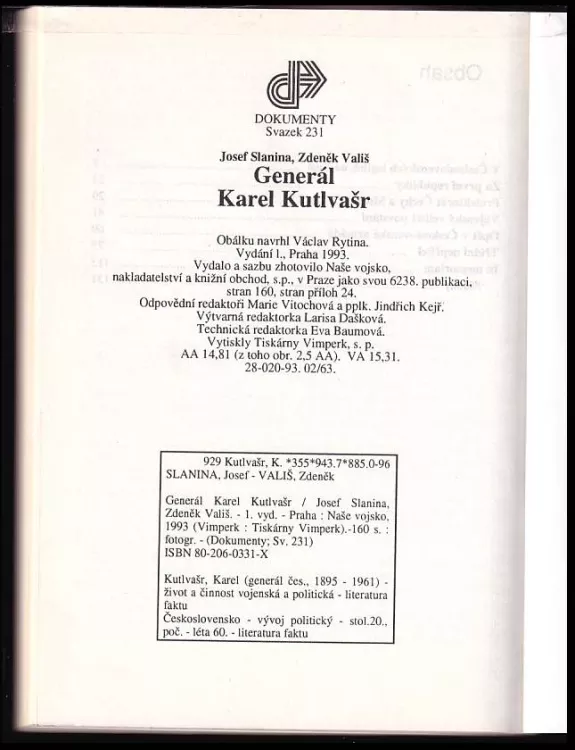 Obsah
DOKUMENTY
Svazek 231
Josef Slanina, Zdeněk Vališ
Generál
Karel Kutlvašr
Obálku navrhl Václav Rytina.
Vydání 1., Praha 1993.
Vydalo a sazbu zhotovilo Naše vojsko,
nakladatelství a knižní obchod, s.p., v Praze jako svou 6238. publikaci,
stran 160, stran příloh 24.
Odpovědní redaktoři Marie Vitochová a pplk. Jindřich Kejř.
Výtvarná redaktorka Larisa Dašková.
Technická redaktorka Eva Baumová.
Vytiskly Tiskárny Vimperk, s. p.
AA 14,81 (z toho obr. 2,5 AA). VA 15,31.
28-020-93. 02/63.
929 Kutlvašr, K. *355*943.7*885.0-96
SLANINA, Josef - VALIŠ, Zdeněk
Generál Karel Kutlvašr / Josef Slanina,
Zdeněk Vališ. - 1. vyd. - Praha : Naše vojsko,
1993 (Vimperk : Tiskárny Vimperk).-160 s. :
fotogr. - (Dokumenty; Sv. 231)
ISBN 80-206-0331-X
Kutlvašr, Karel (generál čes., 1895 - 1961) -
život a činnost vojenská a politická - literatura
faktu
Československo - vývoj politický - stol.20.,
poč. - léta 60. - literatura faktu